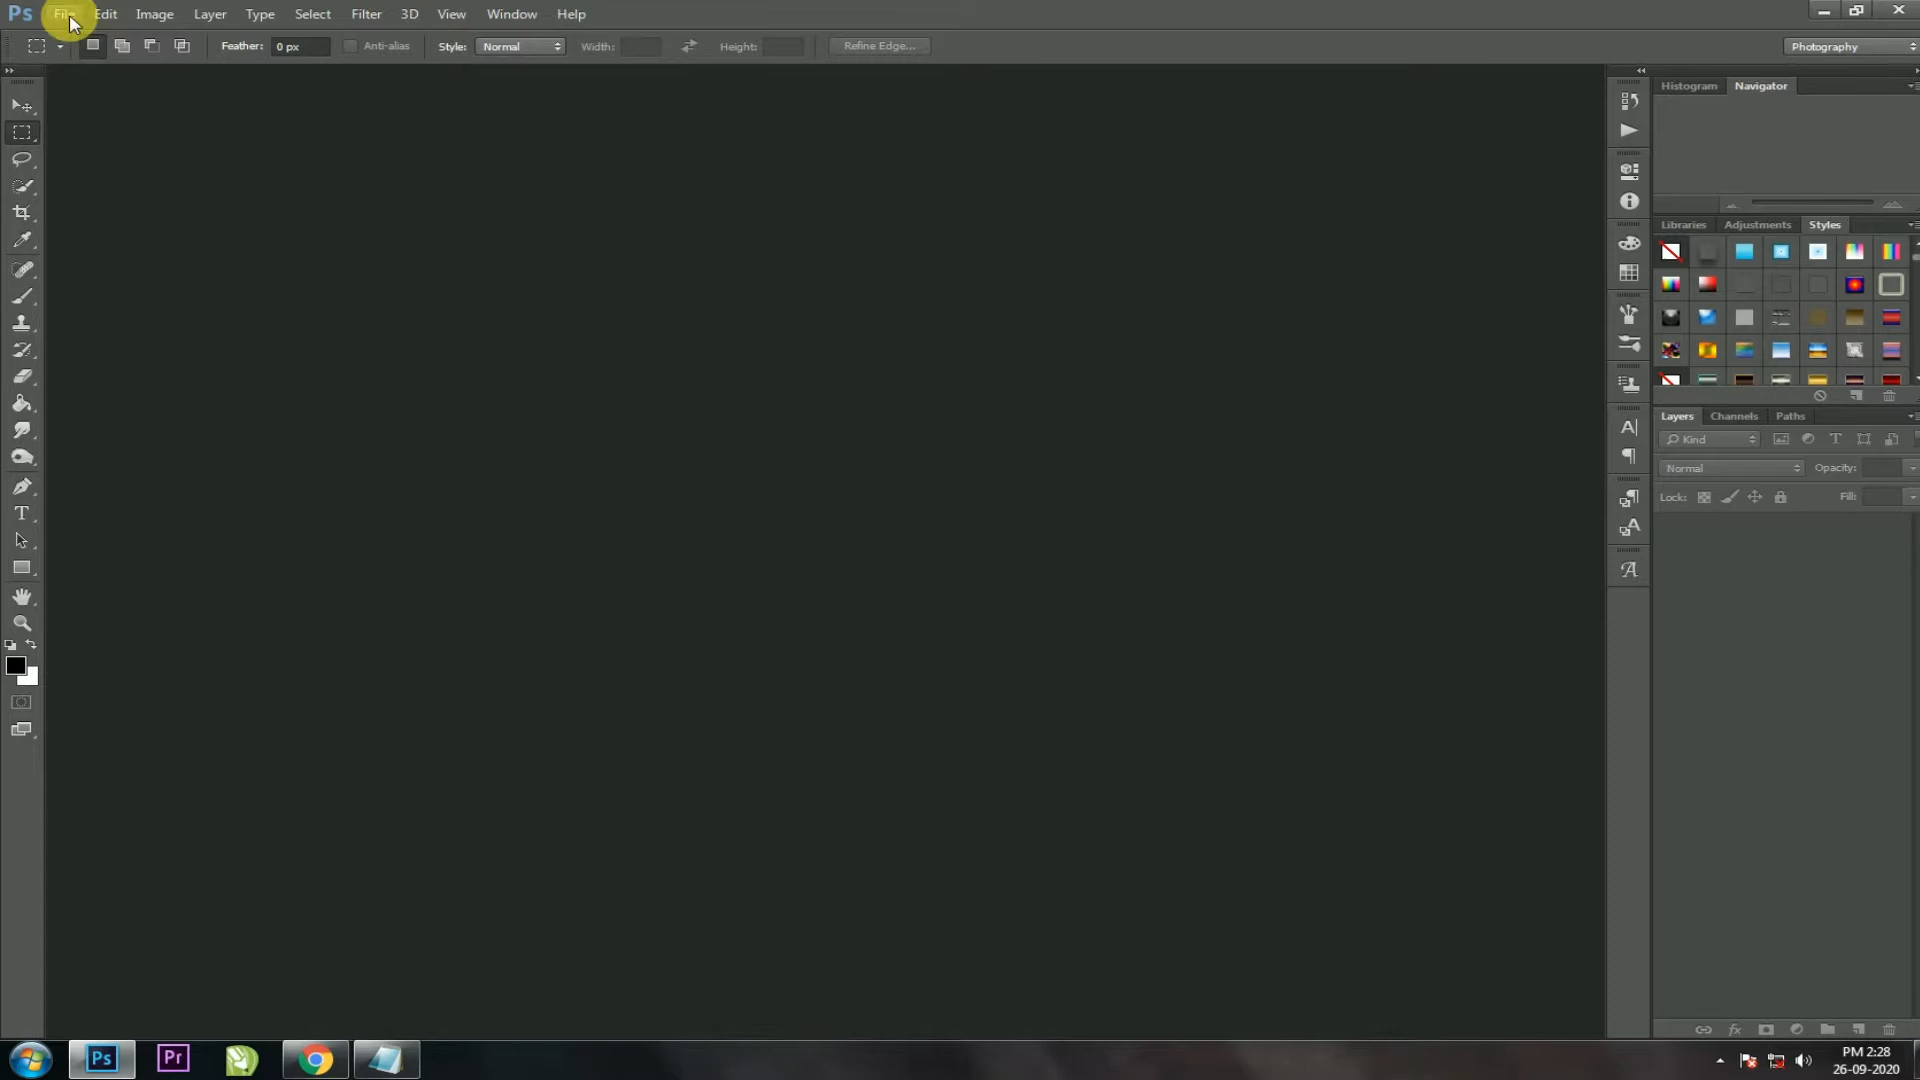 Ps File Edit Image Layer Type Select Filter 3D View Window Help
Feather: 0 px Anti-alias Style: Normal Width: Height: Refine Edge... Photography
Histogram Navigator
Libraries Adjustments Styles
Layers Channels Paths
Kind
Normal Opacity:
Lock: Fill:
Ps Pr
PM 2:28
26-09-2020